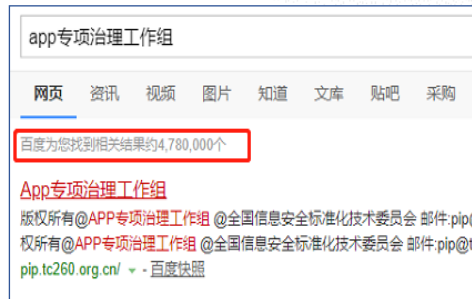 app专项治理工作组
网页 资讯 视频 图片 知道 文库 贴吧 采购
百度为您找到相关结果约4,780,000个
App专项治理工作组
版权所有@APP专项治理工作组 @全国信息安全标准化技术委员会 邮件:pip@
权所有@APP专项治理工作组 @全国信息安全标准化技术委员会 邮件:pip@t
pip.tc260.org.cn/ - 百度快照